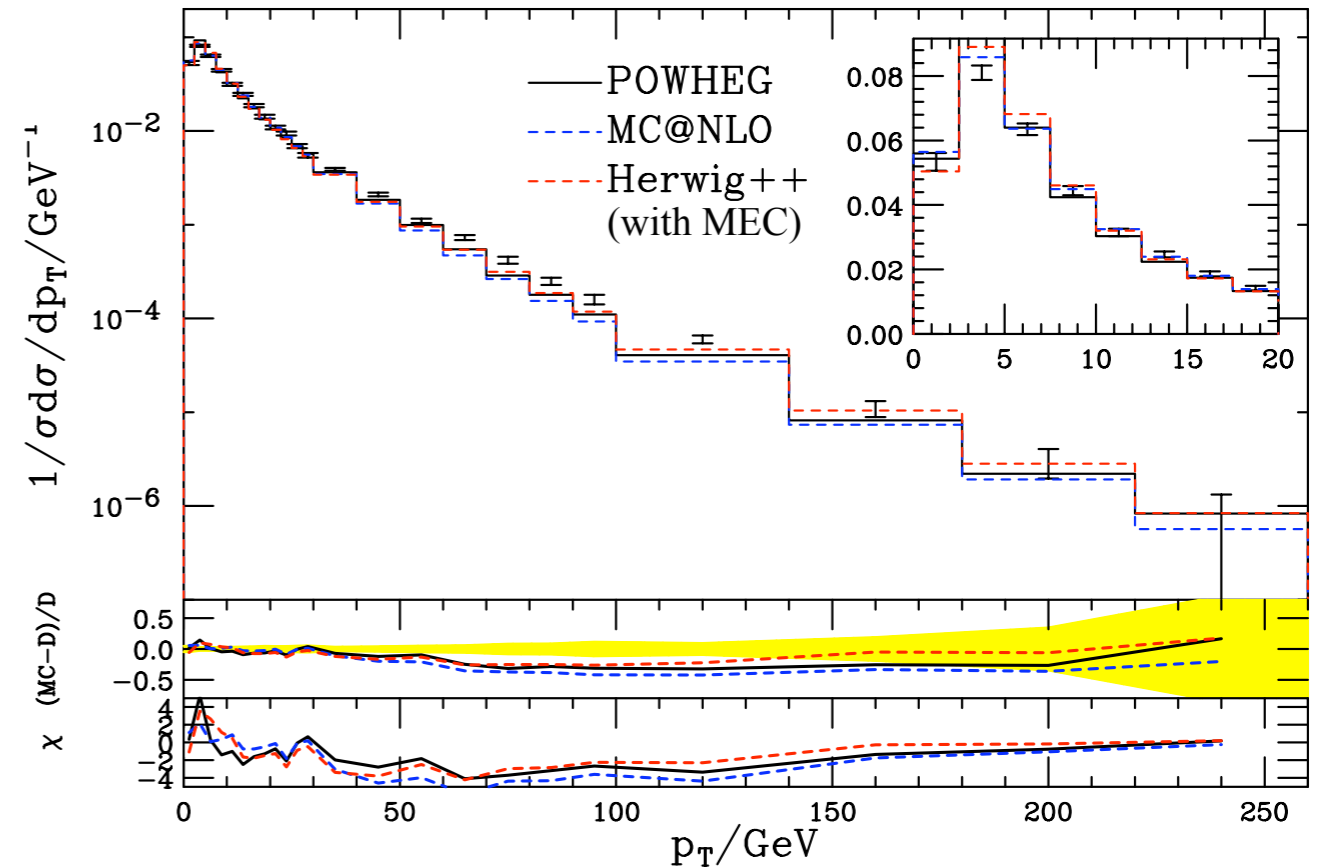 1/σdσ/dp_T/GeV⁻¹
10⁻²
10⁻⁴
10⁻⁶
POWHEG
MC@NLO
Herwig++
(with MEC)
0.08
0.06
0.04
0.02
0.00
0 5 10 15 20
(MC-D)/D
0.5
0.0
-0.5
χ
4
2
0
-2
-4
0 50 100 150 200 250
p_T/GeV